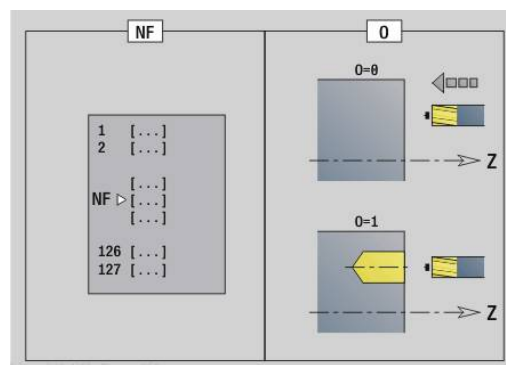 NF
1 [...]
2 [...]
[...]
NF [...]
[...]
126 [...]
127 [...]
O
O=0
Z
O=1
Z